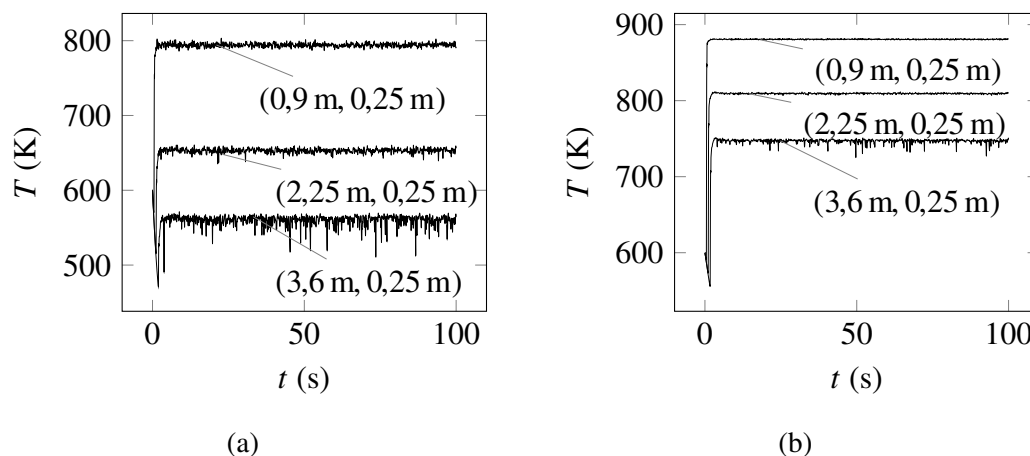 800
700
600
500
T (K)
(0,9 m, 0,25 m)
(2,25 m, 0,25 m)
(3,6 m, 0,25 m)
0
50
100
t (s)
(a)
900
800
700
600
T (K)
(0,9 m, 0,25 m)
(2,25 m, 0,25 m)
(3,6 m, 0,25 m)
0
50
100
t (s)
(b)